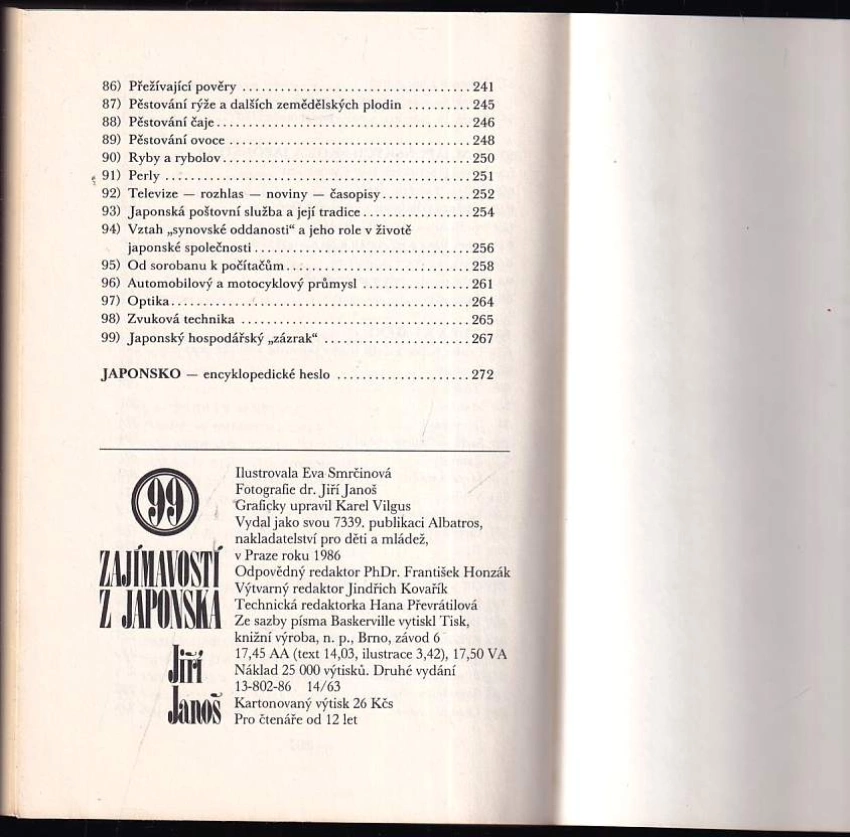 86) Přežívající pověry ................................... 241
87) Pěstování rýže a dalších zemědělských plodin .......... 245
88) Pěstování čaje ....................................... 246
89) Pěstování ovoce ..................................... 248
90) Ryby a rybolov ...................................... 250
91) Perly ............................................... 251
92) Televize — rozhlas — noviny — časopisy .............. 252
93) Japonská poštovní služba a její tradice ................ 254
94) Vztah „synovské oddanosti“ a jeho role v životě
japonské společnosti ................................. 256
95) Od sorobanu k počítačům ............................ 258
96) Automobilový a motocyklový průmysl ................. 261
97) Optika .............................................. 264
98) Zvuková technika ................................... 265
99) Japonský hospodářský „zázrak“ ...................... 267
JAPONSKO — encyklopedické heslo .................... 272
99
ZAJÍMAVOSTÍ
Z JAPONSKA
Jiří
Janoš
Ilustrovala Eva Smrčinová
Fotografie dr. Jiří Janoš
Graficky upravil Karel Vilgus
Vydal jako svou 7339. publikaci Albatros,
nakladatelství pro děti a mládež,
v Praze roku 1986
Odpovědný redaktor PhDr. František Honzák
Výtvarný redaktor Jindřich Kovařík
Technická redaktorka Hana Převrátilová
Ze sazby písma Baskerville vytiskl Tisk,
knižní výroba, n. p., Brno, závod 6
17,45 AA (text 14,03, ilustrace 3,42), 17,50 VA
Náklad 25 000 výtisků. Druhé vydání
13-802-86 14/63
Kartonovaný výtisk 26 Kčs
Pro čtenáře od 12 let